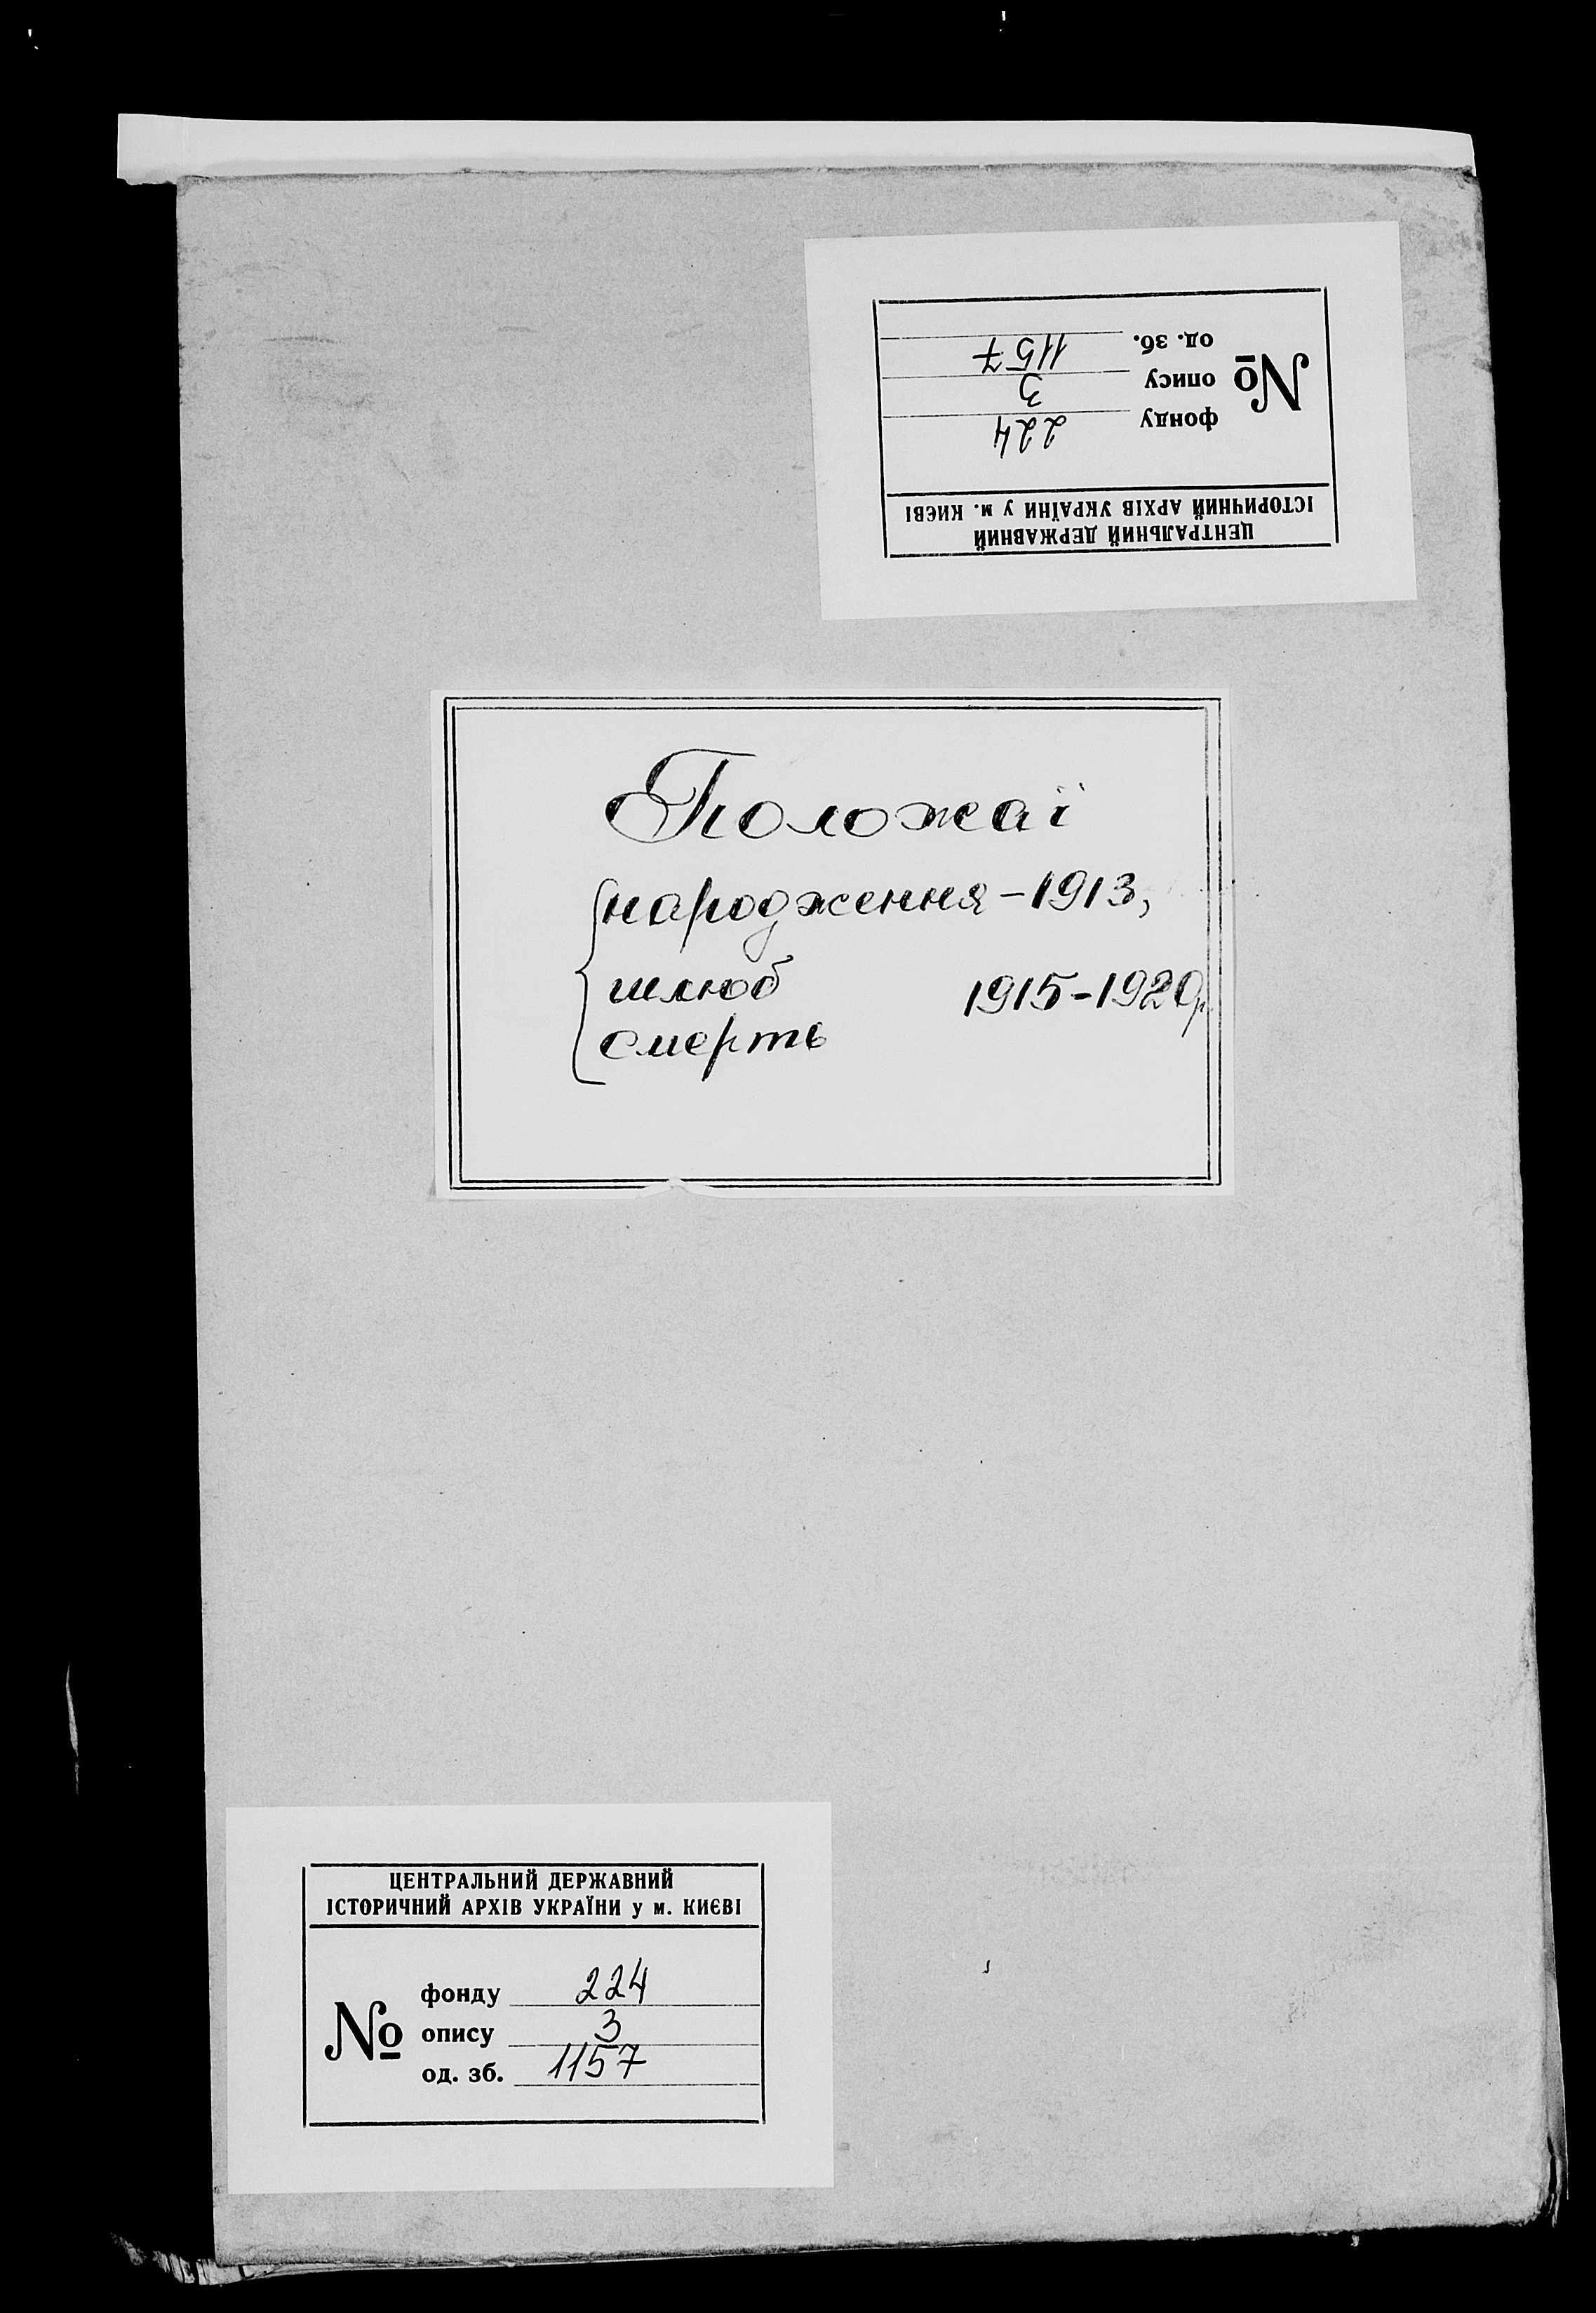 ЦЕНТРАЛЬНИЙ ДЕРЖАВНИЙ
ІСТОРИЧНИЙ АРХІВ УКРАЇНИ у м. КИЄВІ
№
фонду 224
опису 3
од. зб. 1157
Положаї
народження - 1913,
шлюб 1915-1920р.
смерть
ЦЕНТРАЛЬНИЙ ДЕРЖАВНИЙ
ІСТОРИЧНИЙ АРХІВ УКРАЇНИ у м. КИЄВІ
№
фонду 224
опису 3
од. зб. 1157